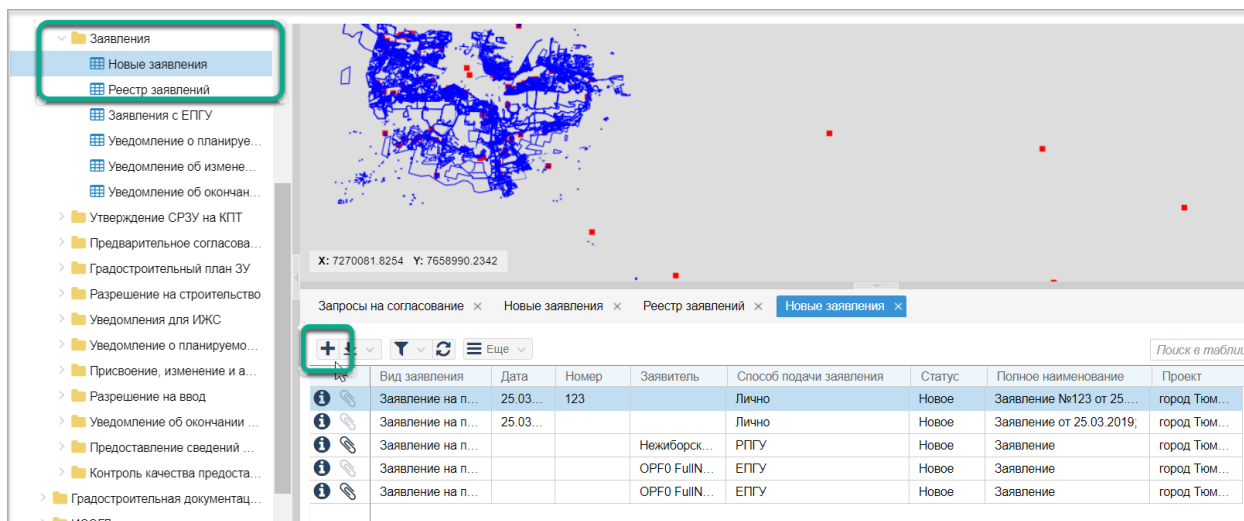 Заявления
Новые заявления
Реестр заявлений
Заявления с ЕПГУ
Уведомление о планируе...
Уведомление об измене...
Уведомление об окончан...
Утверждение СРЗУ на КПТ
Предварительное согласова...
Градостроительный план ЗУ
Разрешение на строительство
Уведомления для ИЖС
Уведомление о планируемо...
Присвоение, изменение и а...
Разрешение на ввод
Уведомление об окончании ...
Предоставление сведений ...
Контроль качества предоста...
Градостроительная документац...
X: 7270081.8254 Y: 7658990.2342
Запросы на согласование Новые заявления Реестр заявлений Новые заявления
Еще Поиск в таблиц
Вид заявления Дата Номер Заявитель Способ подачи заявления Статус Полное наименование Проект
Заявление на п... 25.03... 123 Лично Новое Заявление №123 от 25.... город Тюм...
Заявление на п... 25.03... Лично Новое Заявление от 25.03.2019; город Тюм...
Заявление на п... Нежиборск... РПГУ Новое Заявление город Тюм...
Заявление на п... OPF0 FullN... ЕПГУ Новое Заявление город Тюм...
Заявление на п... OPF0 FullN... ЕПГУ Новое Заявление город Тюм...